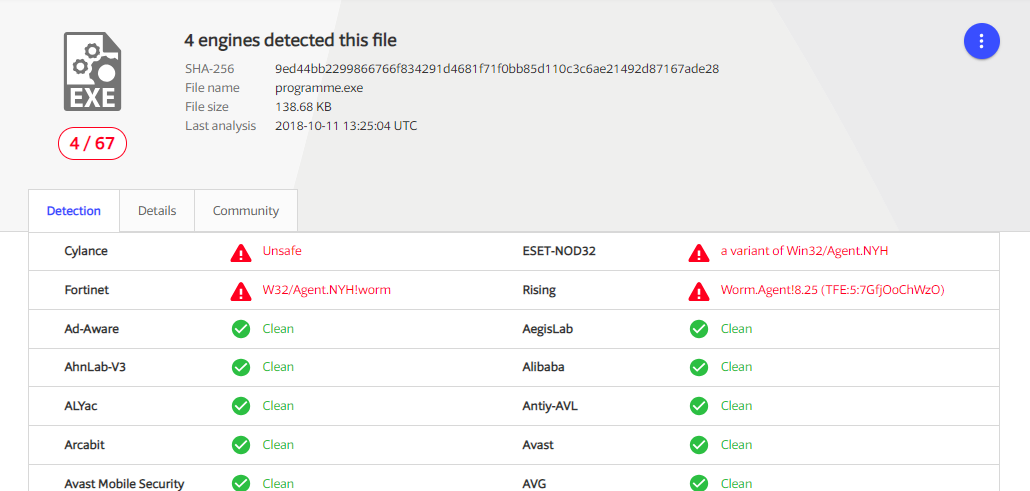 4 engines detected this file
EXE
SHA-256 9ed44bb2299866766f834291d4681f71f0bb85d110c3c6ae21492d87167ade28
File name programme.exe
File size 138.68 KB
Last analysis 2018-10-11 13:25:04 UTC
4 / 67
Detection Details Community
Cylance Unsafe ESET-NOD32 a variant of Win32/Agent.NYH
Fortinet W32/Agent.NYH!worm Rising Worm.Agent!8.25 (TFE:5:7GfjOoChWzO)
Ad-Aware Clean AegisLab Clean
AhnLab-V3 Clean Alibaba Clean
ALYac Clean Antiy-AVL Clean
Arcabit Clean Avast Clean
Avast Mobile Security Clean AVG Clean